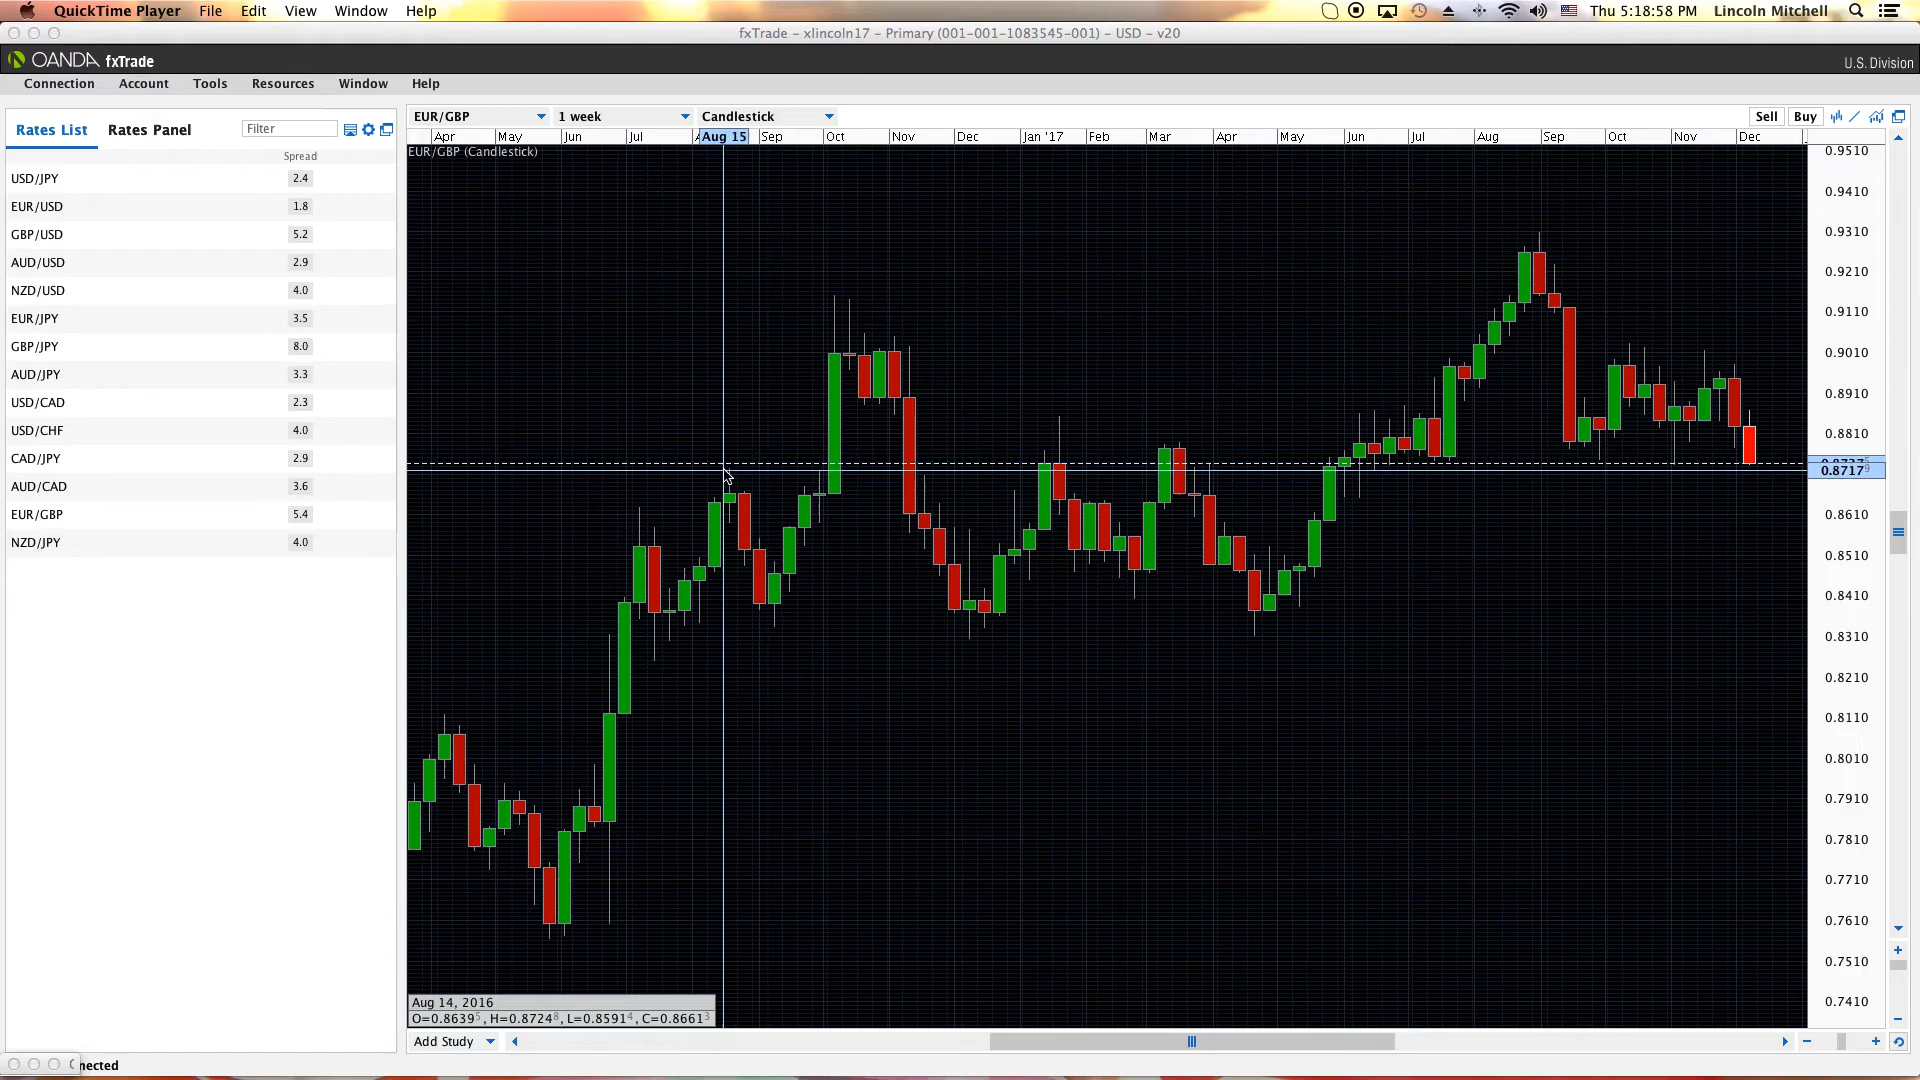 QuickTime Player File Edit View Window Help Thu 5:18:58 PM Lincoln Mitchell
fxTrade – xlincoln17 – Primary (001-001-1083545-001) – USD – v20
OANDA fxTrade
U.S. Division
Connection Account Tools Resources Window Help
Rates List Rates Panel Filter
Spread
USD/JPY 2.4
EUR/USD 1.8
GBP/USD 5.2
AUD/USD 2.9
NZD/USD 4.0
EUR/JPY 3.5
GBP/JPY 8.0
AUD/JPY 3.3
USD/CAD 2.3
USD/CHF 4.0
CAD/JPY 2.9
AUD/CAD 3.6
EUR/GBP 5.4
NZD/JPY 4.0
EUR/GBP 1 week Candlestick Sell Buy
Apr May Jun Jul Aug 15 Sep Oct Nov Dec Jan '17 Feb Mar Apr May Jun Jul Aug Sep Oct Nov Dec
EUR/GBP (Candlestick)
0.9510
0.9410
0.9310
0.9210
0.9110
0.9010
0.8910
0.8810
0.87179
0.8610
0.8510
0.8410
0.8310
0.8210
0.8110
0.8010
0.7910
0.7810
0.7710
0.7610
0.7510
0.7410
Aug 14, 2016
O=0.86395, H=0.87248, L=0.85914, C=0.86613
Add Study
nected